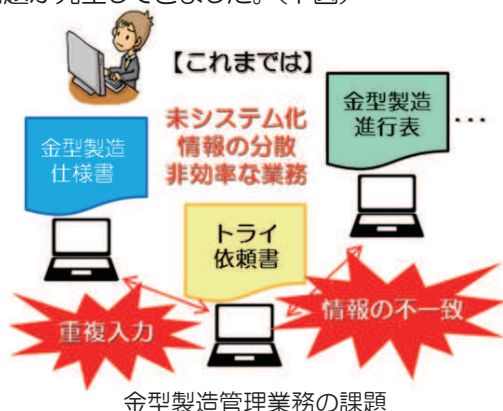 【これまでは】
未システム化
情報の分散
非効率な業務
金型製造
仕様書
金型製造
進行表
…
トライ
依頼書
重複入力
情報の不一致
金型製造管理業務の課題